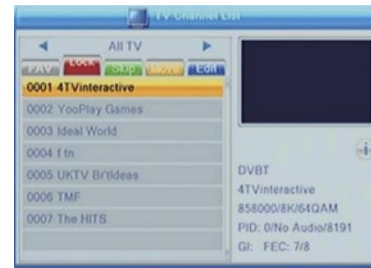 TV Channel List
All TV
FAV Lock Skip Move Edit
0001 4TVinteractive
0002 YooPlay Games
0003 Ideal World
0004 f tn
0005 UKTV Br'tIdeas
0006 TMF
0007 The HITS
DVBT
4TVinteractive
858000/8K/64QAM
PID: 0/No Audio/8191
GI: FEC: 7/8